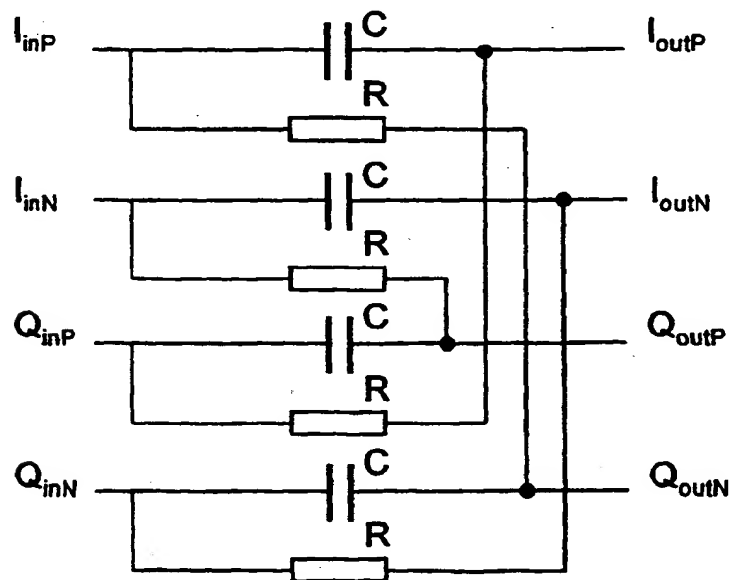 I_inP C I_outP
R
I_inN C I_outN
R
Q_inP C Q_outP
R
Q_inN C Q_outN
R